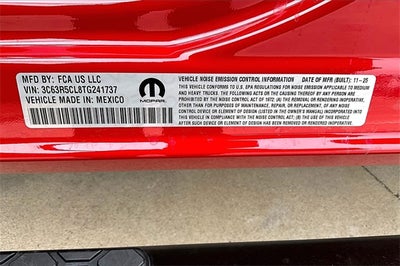 MFD BY: FCA US LLC
VIN: 3C63R5CL8TG241737
VEHICLE MADE IN: MEXICO
MOPAR
VEHICLE NOISE EMISSION CONTROL INFORMATION DATE OF MFR (BUILT): 11 - 25
THIS VEHICLE CONFORMS TO U.S. EPA REGULATIONS FOR NOISE EMISSION APPLICABLE TO MEDIUM
AND HEAVY TRUCKS. THE FOLLOWING ACTS OR THE CAUSING THEREOF BY ANY PERSON ARE
PROHIBITED BY THE NOISE CONTROL ACT OF 1972: (A) THE REMOVAL OR RENDERING
INOPERATIVE, OTHER THAN FOR PURPOSES OF MAINTENANCE, REPAIR, OR REPLACEMENT, OF ANY
NOISE CONTROL DEVICE OR ELEMENT OF DESIGN (LISTED IN THE OWNER'S MANUAL)
INCORPORATED INTO THIS VEHICLE IN COMPLIANCE WITH THE NOISE CONTROL ACT; (B) THE USE OF
THIS VEHICLE AFTER SUCH DEVICE OR ELEMENT OF DESIGN HAS BEEN REMOVED OR RENDERED
INOPERATIVE.